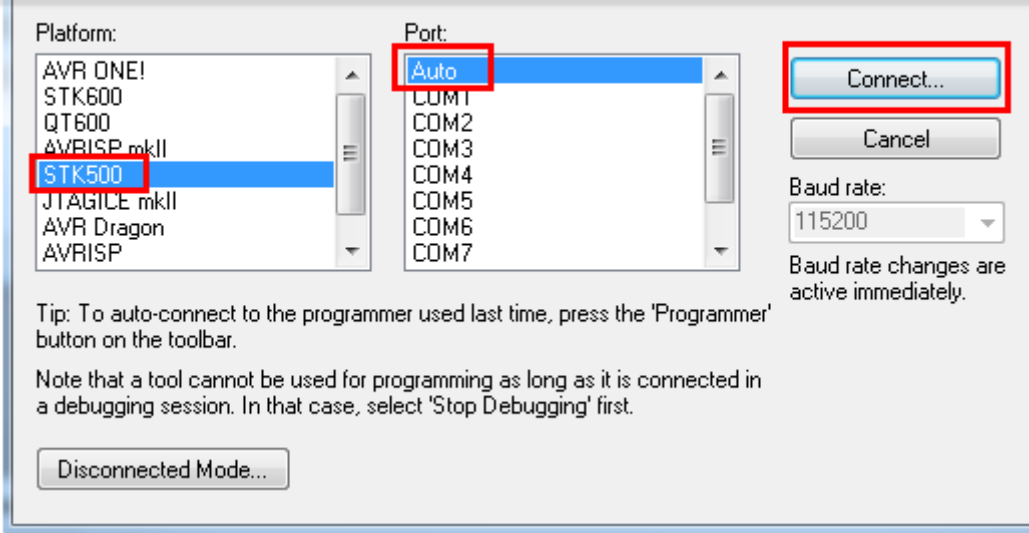 Platform:
AVR ONE!
STK600
QT600
AVRISP mkII
STK500
JTAGICE mkII
AVR Dragon
AVRISP
Port:
Auto
COM1
COM2
COM3
COM4
COM5
COM6
COM7
Connect...
Cancel
Baud rate:
115200
Baud rate changes are
active immediately.
Tip: To auto-connect to the programmer used last time, press the 'Programmer'
button on the toolbar.
Note that a tool cannot be used for programming as long as it is connected in
a debugging session. In that case, select 'Stop Debugging' first.
Disconnected Mode...